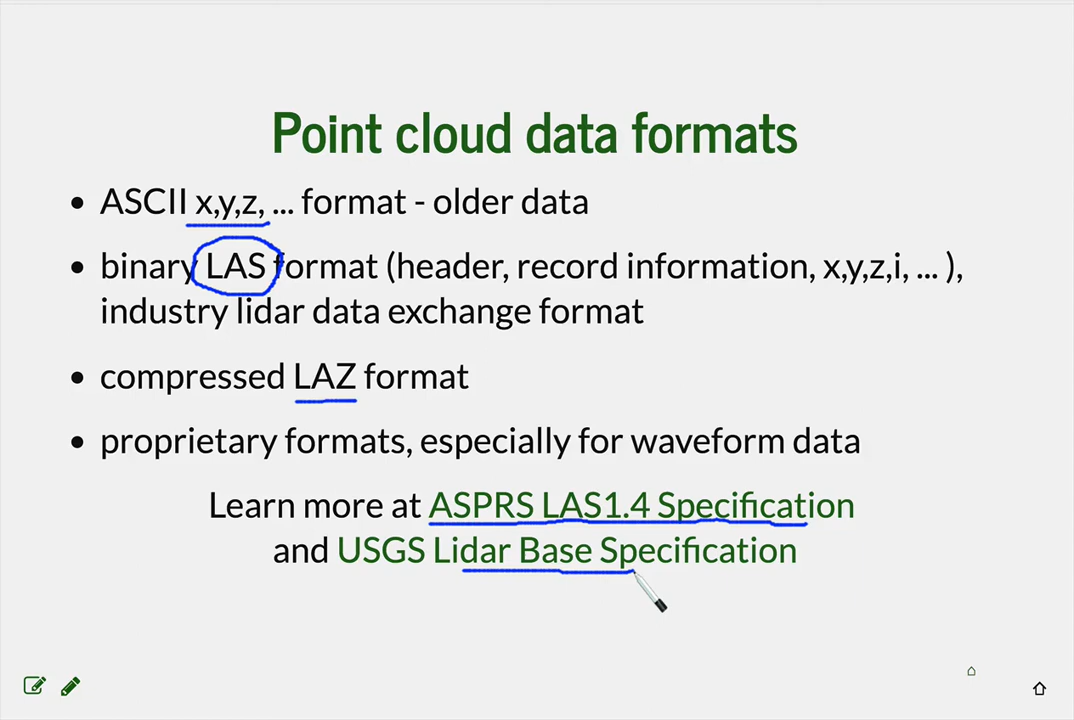 Point cloud data formats
• ASCII x,y,z, ... format - older data
• binary LAS format (header, record information, x,y,z,i, ... ),
industry lidar data exchange format
• compressed LAZ format
• proprietary formats, especially for waveform data
Learn more at ASPRS LAS1.4 Specification
and USGS Lidar Base Specification